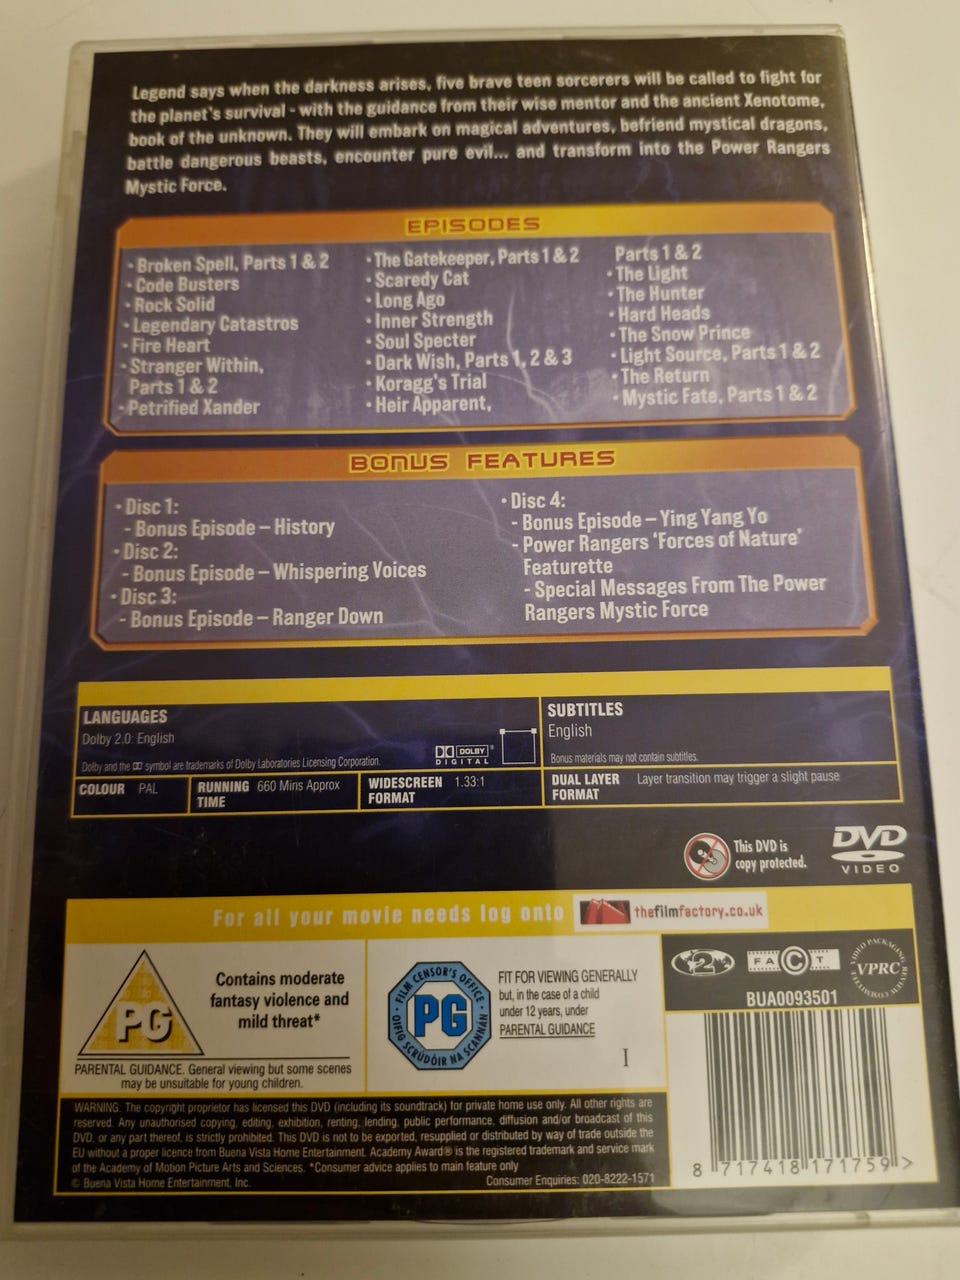 Legend says when the darkness arises, five brave teen sorcerers will be called to fight for
the planet's survival - with the guidance from their wise mentor and the ancient Xenotome,
book of the unknown. They will embark on magical adventures, befriend mystical dragons,
battle dangerous beasts, encounter pure evil... and transform into the Power Rangers
Mystic Force.
EPISODES
• Broken Spell, Parts 1 & 2
• Code Busters
• Rock Solid
• Legendary Catastros
• Fire Heart
• Stranger Within,
Parts 1 & 2
• Petrified Xander
• The Gatekeeper, Parts 1 & 2
• Scaredy Cat
• Long Ago
• Inner Strength
• Soul Specter
• Dark Wish, Parts 1, 2 & 3
• Koragg's Trial
• Heir Apparent,
Parts 1 & 2
• The Light
• The Hunter
• Hard Heads
• The Snow Prince
• Light Source, Parts 1 & 2
• The Return
• Mystic Fate, Parts 1 & 2
BONUS FEATURES
• Disc 1:
- Bonus Episode – History
• Disc 2:
- Bonus Episode – Whispering Voices
• Disc 3:
- Bonus Episode – Ranger Down
• Disc 4:
- Bonus Episode – Ying Yang Yo
- Power Rangers 'Forces of Nature'
Featurette
- Special Messages From The Power
Rangers Mystic Force
LANGUAGES
Dolby 2.0: English
Dolby and the DD symbol are trademarks of Dolby Laboratories Licensing Corporation.
DOLBY
DIGITAL
SUBTITLES
English
Bonus materials may not contain subtitles.
COLOUR PAL
RUNNING TIME 660 Mins Approx
WIDESCREEN FORMAT 1.33:1
DUAL LAYER FORMAT Layer transition may trigger a slight pause
This DVD is
copy protected.
DVD
VIDEO
For all your movie needs log onto thefilmfactory.co.uk
PG
Contains moderate
fantasy violence and
mild threat*
PARENTAL GUIDANCE. General viewing but some scenes
may be unsuitable for young children.
FILM CENSOR'S OFFICE
PG
OIFIG SCRÚDÓIR NA SCANNÁN
FIT FOR VIEWING GENERALLY
but, in the case of a child
under 12 years, under
PARENTAL GUIDANCE
I
2
FACT
VIDEO PACKAGING REVIEW COMMITTEE
VPRC
BUA0093501
WARNING: The copyright proprietor has licensed this DVD (including its soundtrack) for private home use only. All other rights are
reserved. Any unauthorised copying, editing, exhibition, renting, lending, public performance, diffusion and/or broadcast of this
DVD, or any part thereof, is strictly prohibited. This DVD is not to be exported, resupplied or distributed by way of trade outside the
EU without a proper licence from Buena Vista Home Entertainment. Academy Award® is the registered trademark and service mark
of the Academy of Motion Picture Arts and Sciences. *Consumer advice applies to main feature only
© Buena Vista Home Entertainment, Inc.
Consumer Enquiries: 020-8222-1571
8 717418 171759 >